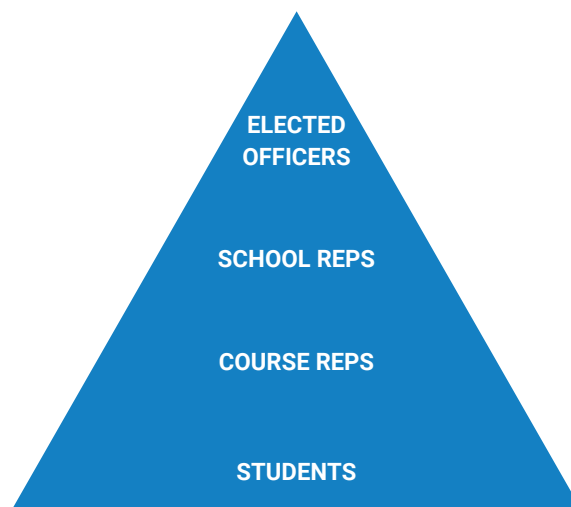 ELECTED
OFFICERS
SCHOOL REPS
COURSE REPS
STUDENTS